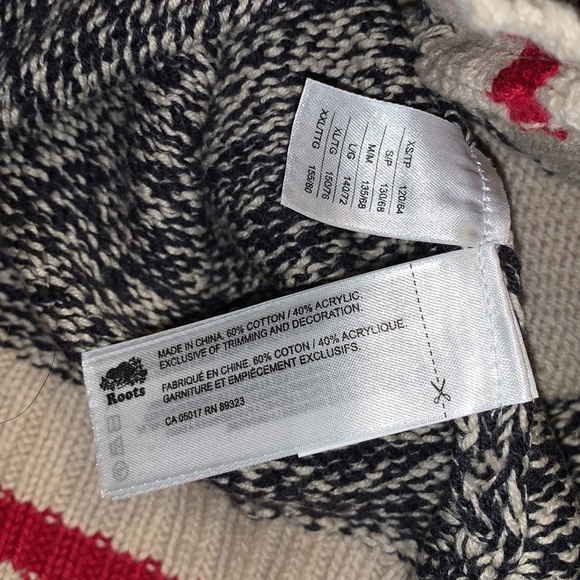 XS/TP 120/64
S/P 130/68
M/M 135/68
L/G 140/72
XL/TG 150/76
XXL/TTG 155/80
MADE IN CHINA, 60% COTTON / 40% ACRYLIC.
EXCLUSIVE OF TRIMMING AND DECORATION.
FABRIQUÉ EN CHINE, 60% COTON / 40% ACRYLIQUE.
GARNITURE ET EMPIÈCEMENT EXCLUSIFS.
CA 05017 RN 89323
Roots